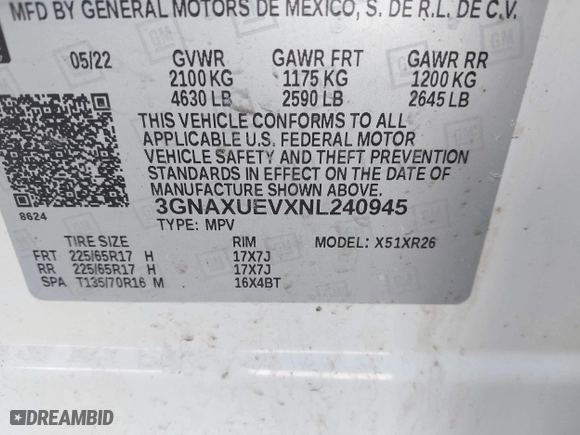 MFD BY GENERAL MOTORS DE MEXICO, S. DE R.L. DE C.V.
05/22 GVWR GAWR FRT GAWR RR
2100 KG 1175 KG 1200 KG
4630 LB 2590 LB 2645 LB
THIS VEHICLE CONFORMS TO ALL
APPLICABLE U.S. FEDERAL MOTOR
VEHICLE SAFETY AND THEFT PREVENTION
STANDARDS IN EFFECT ON THE DATE OF
MANUFACTURE SHOWN ABOVE.
8624
3GNAXUEVXNL240945
TYPE: MPV
TIRE SIZE RIM MODEL: X51XR26
FRT 225/65R17 H 17X7J
RR 225/65R17 H 17X7J
SPA T135/70R16 M 16X4BT
GM
DREAMBID